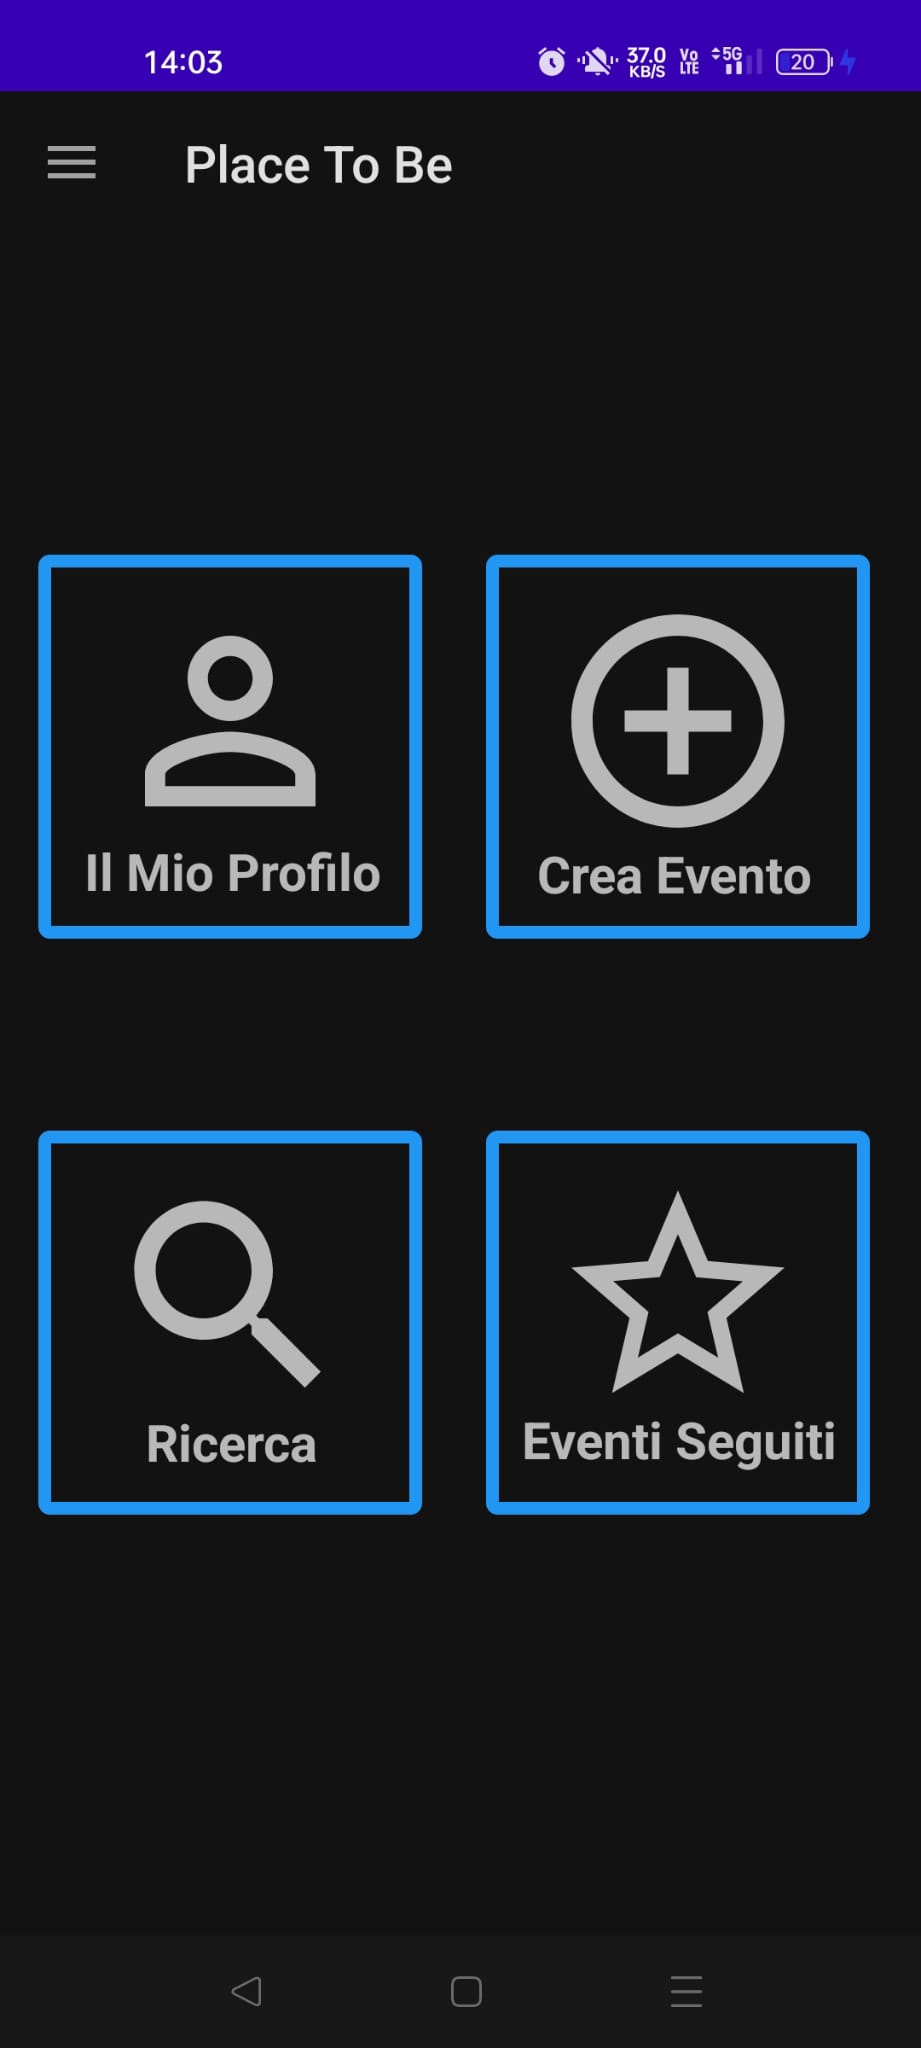 14:03 37.0 KB/S Vo LTE 5G 20
Place To Be
Il Mio Profilo
Crea Evento
Ricerca
Eventi Seguiti